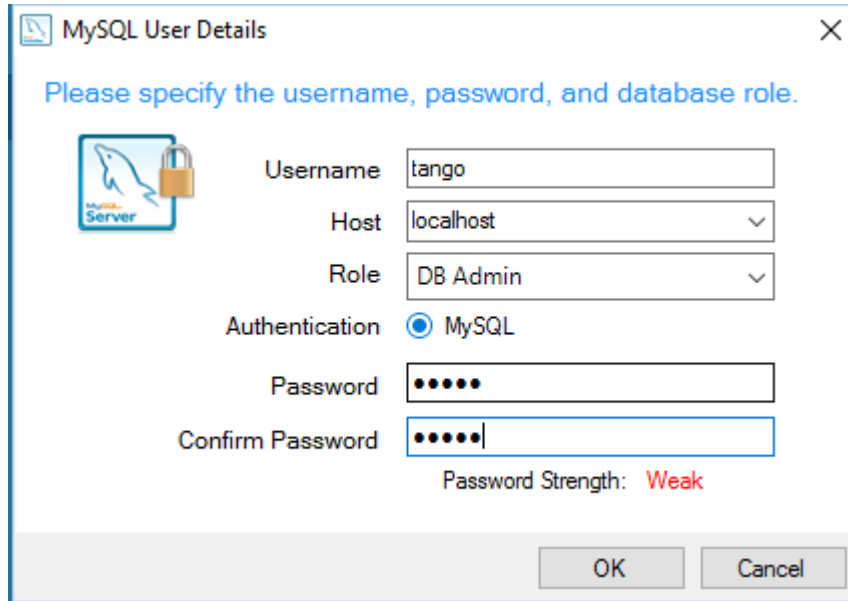 MySQL User Details
Please specify the username, password, and database role.
MySQL
Server
Username tango
Host localhost
Role DB Admin
Authentication MySQL
Password •••••
Confirm Password •••••
Password Strength: Weak
OK Cancel